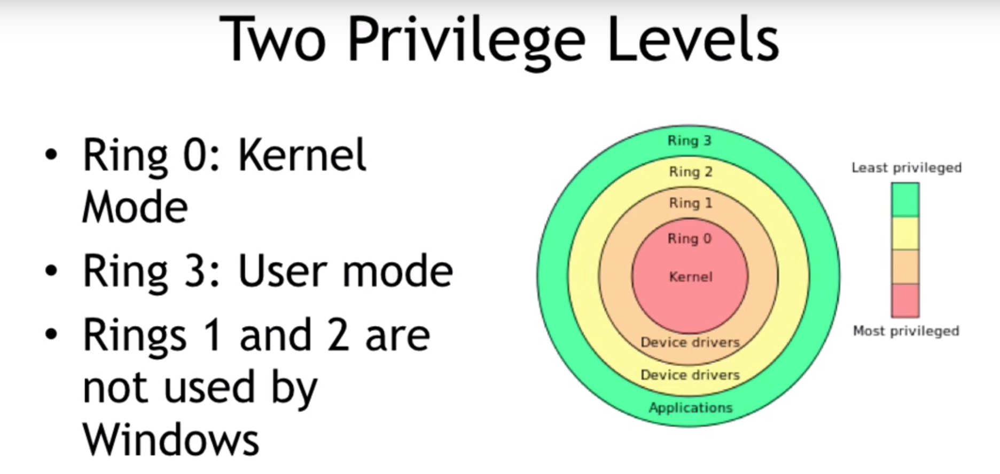 Two Privilege Levels
• Ring 0: Kernel
Mode
• Ring 3: User mode
• Rings 1 and 2 are
not used by
Windows
Ring 3
Ring 2
Ring 1
Ring 0
Kernel
Device drivers
Device drivers
Applications
Least privileged
Most privileged